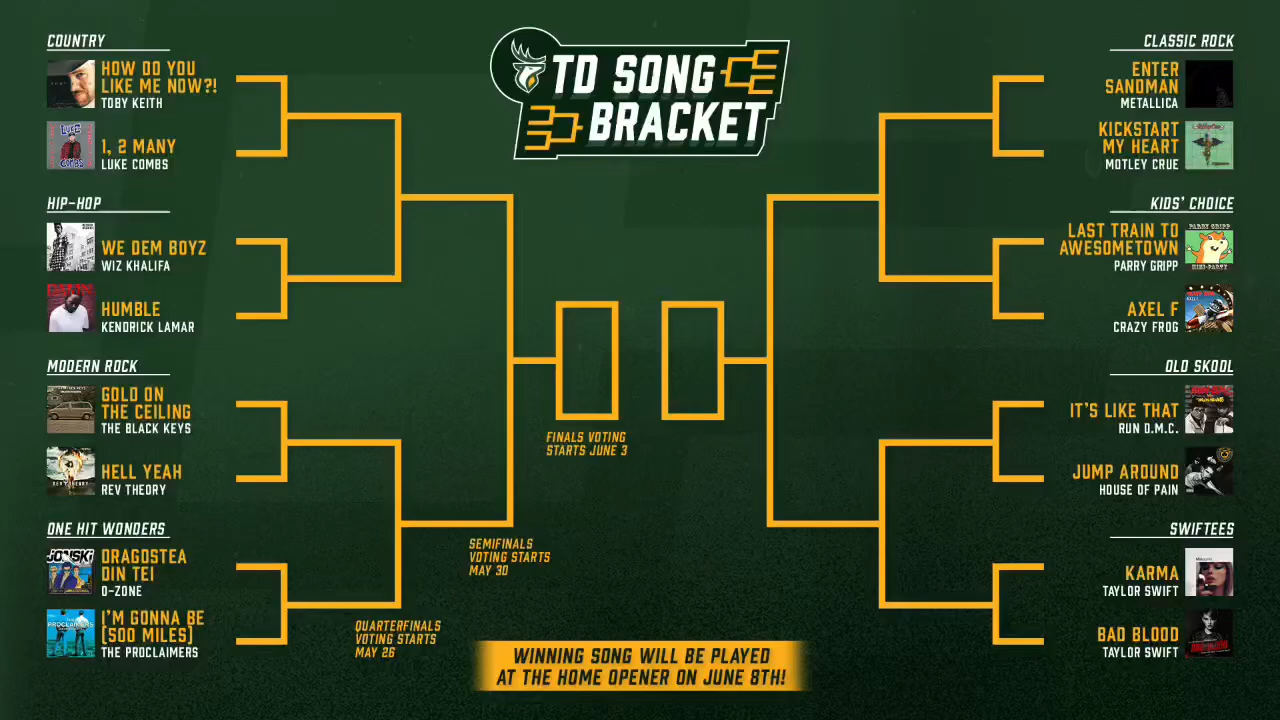 TD SONG
BRACKET
COUNTRY
HOW DO YOU
LIKE ME NOW?!
TOBY KEITH
1, 2 MANY
LUKE COMBS
HIP-HOP
WE DEM BOYZ
WIZ KHALIFA
HUMBLE
KENDRICK LAMAR
MODERN ROCK
GOLD ON
THE CEILING
THE BLACK KEYS
HELL YEAH
REV THEORY
ONE HIT WONDERS
DRAGOSTEA
DIN TEI
O-ZONE
I'M GONNA BE
(500 MILES)
THE PROCLAIMERS
CLASSIC ROCK
ENTER
SANDMAN
METALLICA
KICKSTART
MY HEART
MOTLEY CRUE
KIDS' CHOICE
LAST TRAIN TO
AWESOMETOWN
PARRY GRIPP
AXEL F
CRAZY FROG
OLD SKOOL
IT'S LIKE THAT
RUN D.M.C.
JUMP AROUND
HOUSE OF PAIN
SWIFTEES
KARMA
TAYLOR SWIFT
BAD BLOOD
TAYLOR SWIFT
FINALS VOTING
STARTS JUNE 3
SEMIFINALS
VOTING STARTS
MAY 30
QUARTERFINALS
VOTING STARTS
MAY 26
WINNING SONG WILL BE PLAYED
AT THE HOME OPENER ON JUNE 8TH!